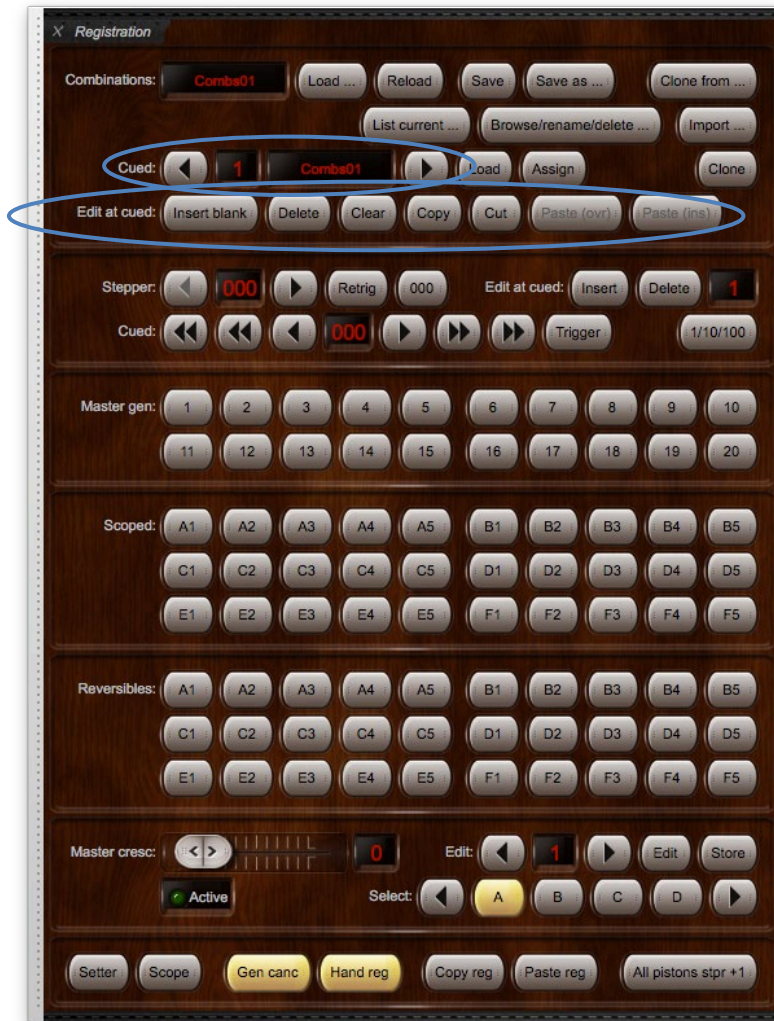 X Registration
Combinations: Combs01 Load ... Reload Save Save as ... Clone from ...
List current ... Browse/rename/delete ... Import ...
Cued: 1 Combs01 Load Assign Clone
Edit at cued: Insert blank Delete Clear Copy Cut Paste (ovr) Paste (ins)
Stepper: 000 Retrig 000 Edit at cued: Insert Delete 1
Cued: 000 Trigger 1/10/100
Master gen: 1 2 3 4 5 6 7 8 9 10
11 12 13 14 15 16 17 18 19 20
Scoped: A1 A2 A3 A4 A5 B1 B2 B3 B4 B5
C1 C2 C3 C4 C5 D1 D2 D3 D4 D5
E1 E2 E3 E4 E5 F1 F2 F3 F4 F5
Reversibles: A1 A2 A3 A4 A5 B1 B2 B3 B4 B5
C1 C2 C3 C4 C5 D1 D2 D3 D4 D5
E1 E2 E3 E4 E5 F1 F2 F3 F4 F5
Master cresc: < > 0 Edit: 1 Edit Store
Active Select: A B C D
Setter Scope Gen canc Hand reg Copy reg Paste reg All pistons stpr +1